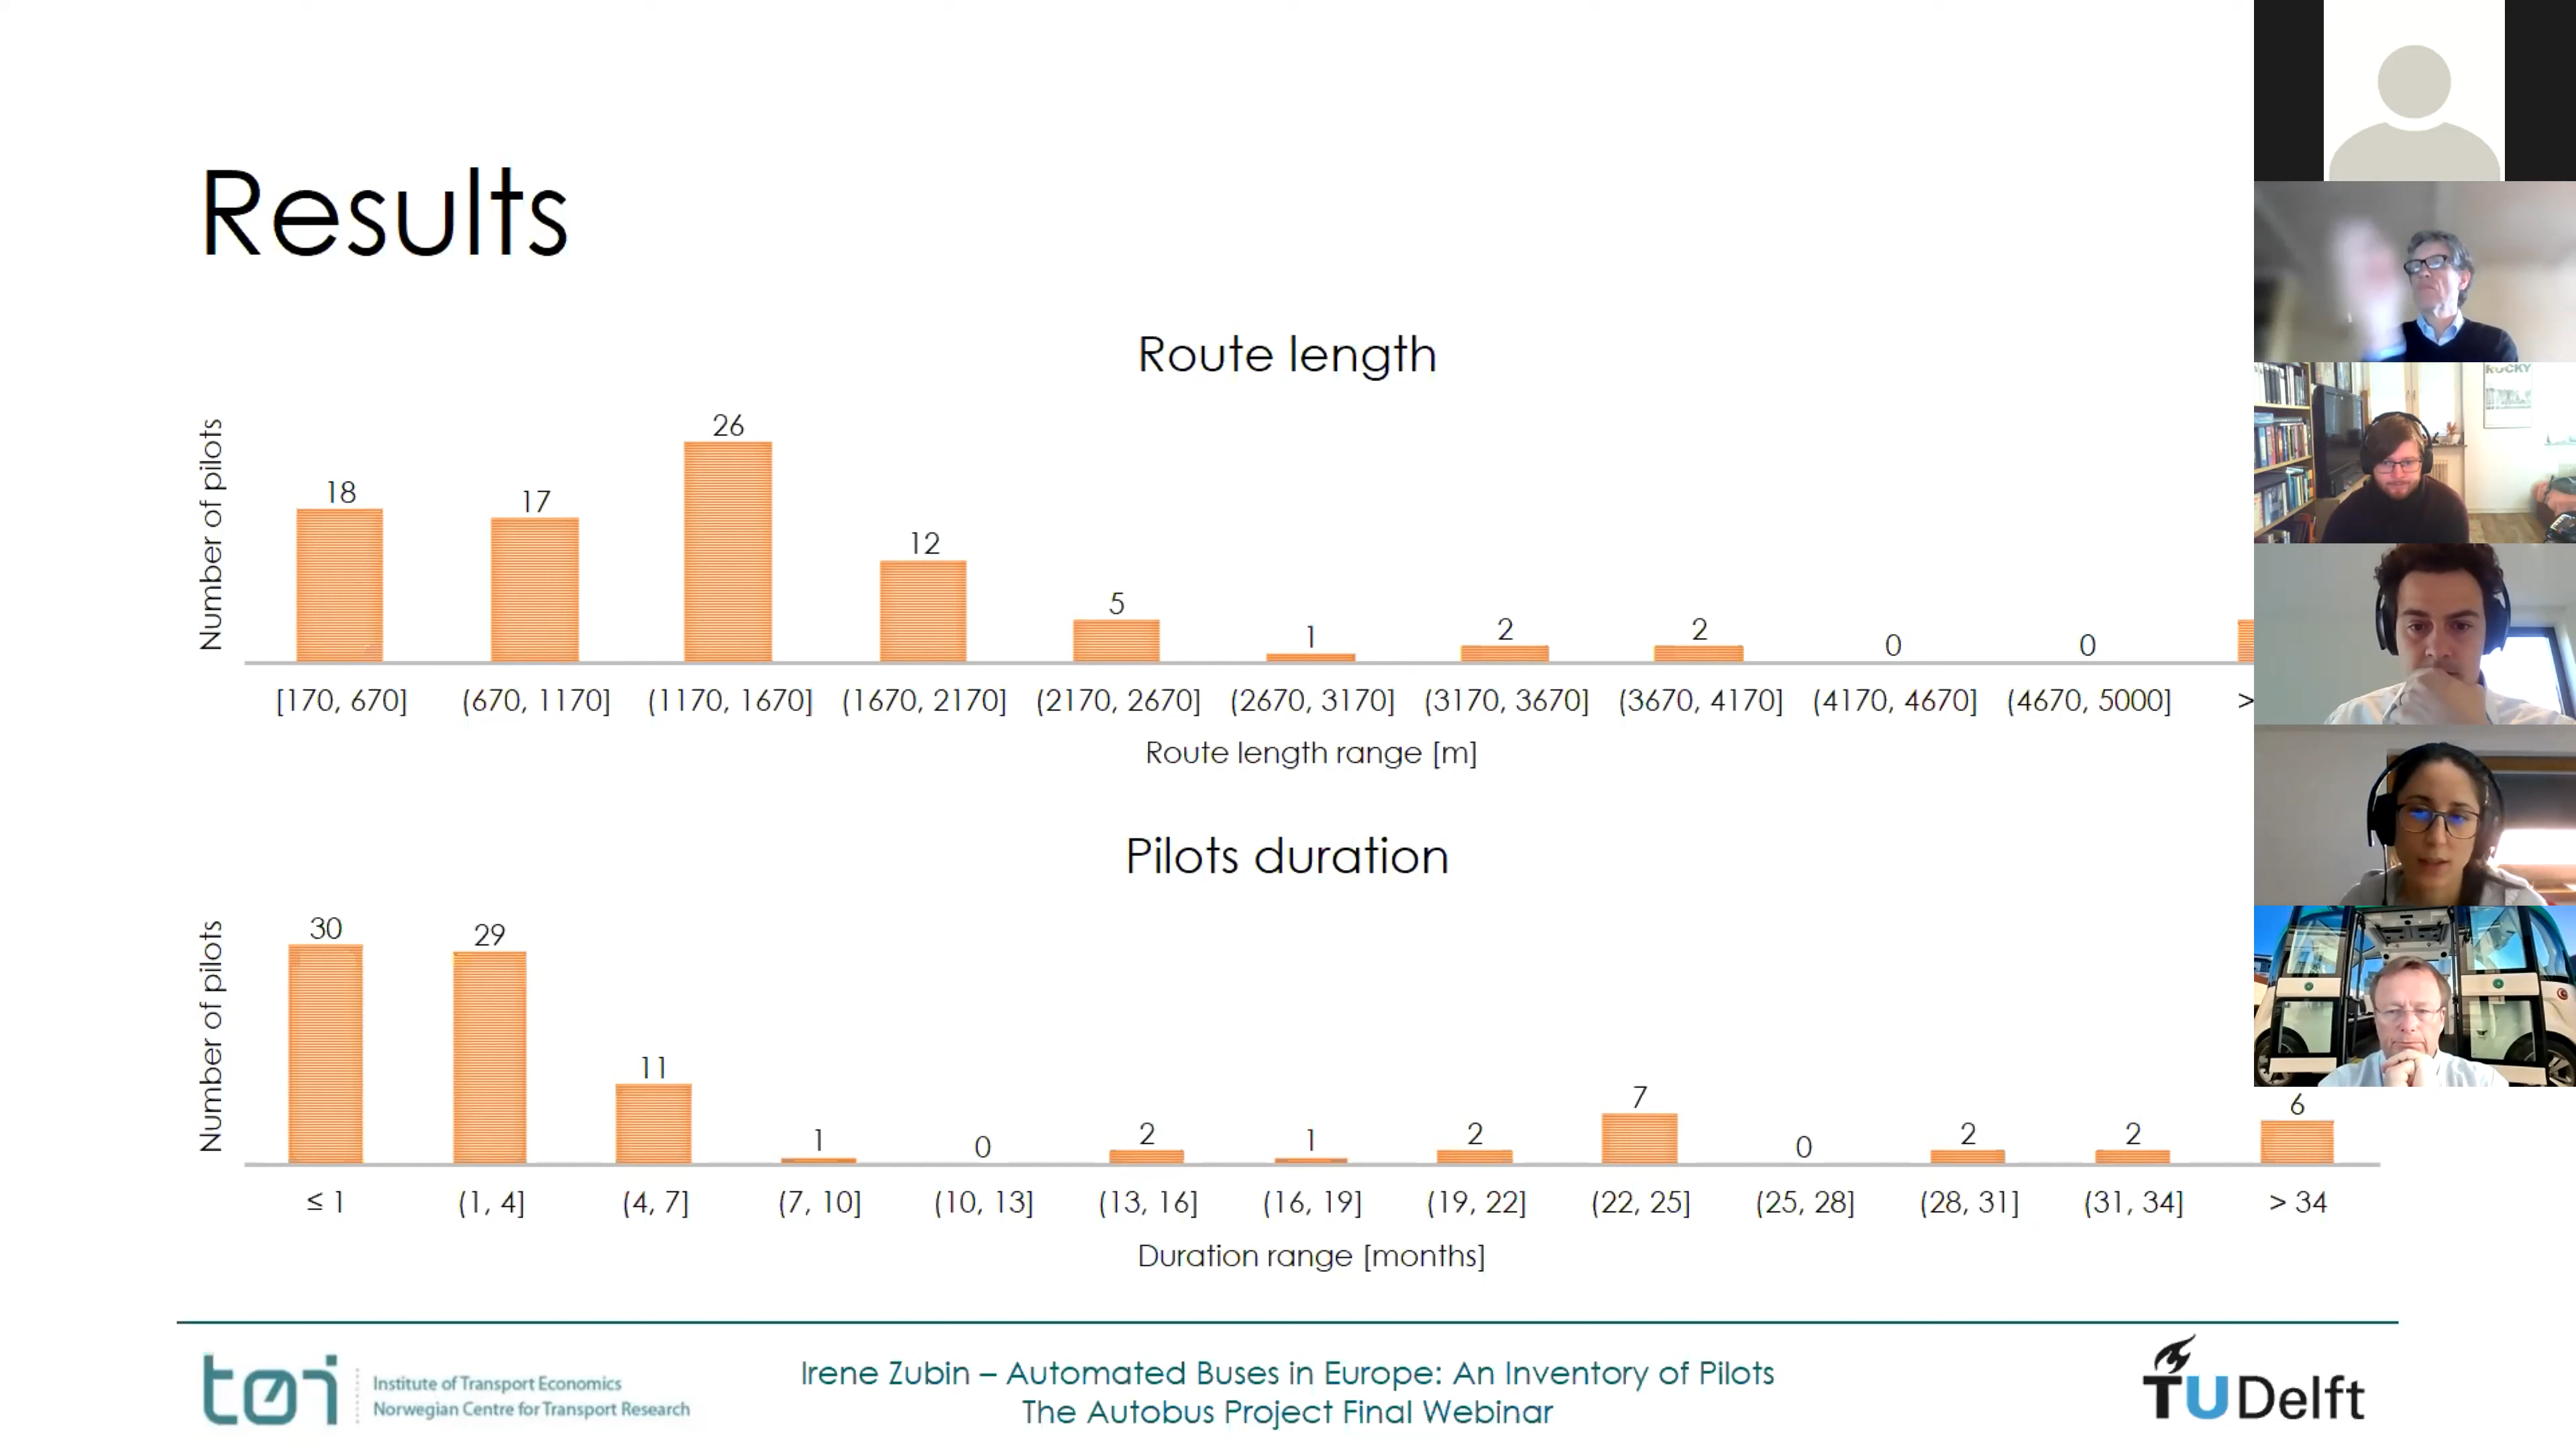 Results
Route length
Number of pilots
18 17 26 12 5 1 2 2 0 0
[170, 670] (670, 1170] (1170, 1670] (1670, 2170] (2170, 2670] (2670, 3170] (3170, 3670] (3670, 4170] (4170, 4670] (4670, 5000] >
Route length range [m]
Pilots duration
Number of pilots
30 29 11 1 0 2 1 2 7 0 2 2 6
≤ 1 (1, 4] (4, 7] (7, 10] (10, 13] (13, 16] (16, 19] (19, 22] (22, 25] (25, 28] (28, 31] (31, 34] > 34
Duration range [months]
tøi
Institute of Transport Economics
Norwegian Centre for Transport Research
Irene Zubin – Automated Buses in Europe: An Inventory of Pilots
The Autobus Project Final Webinar
TUDelft
ROCKY